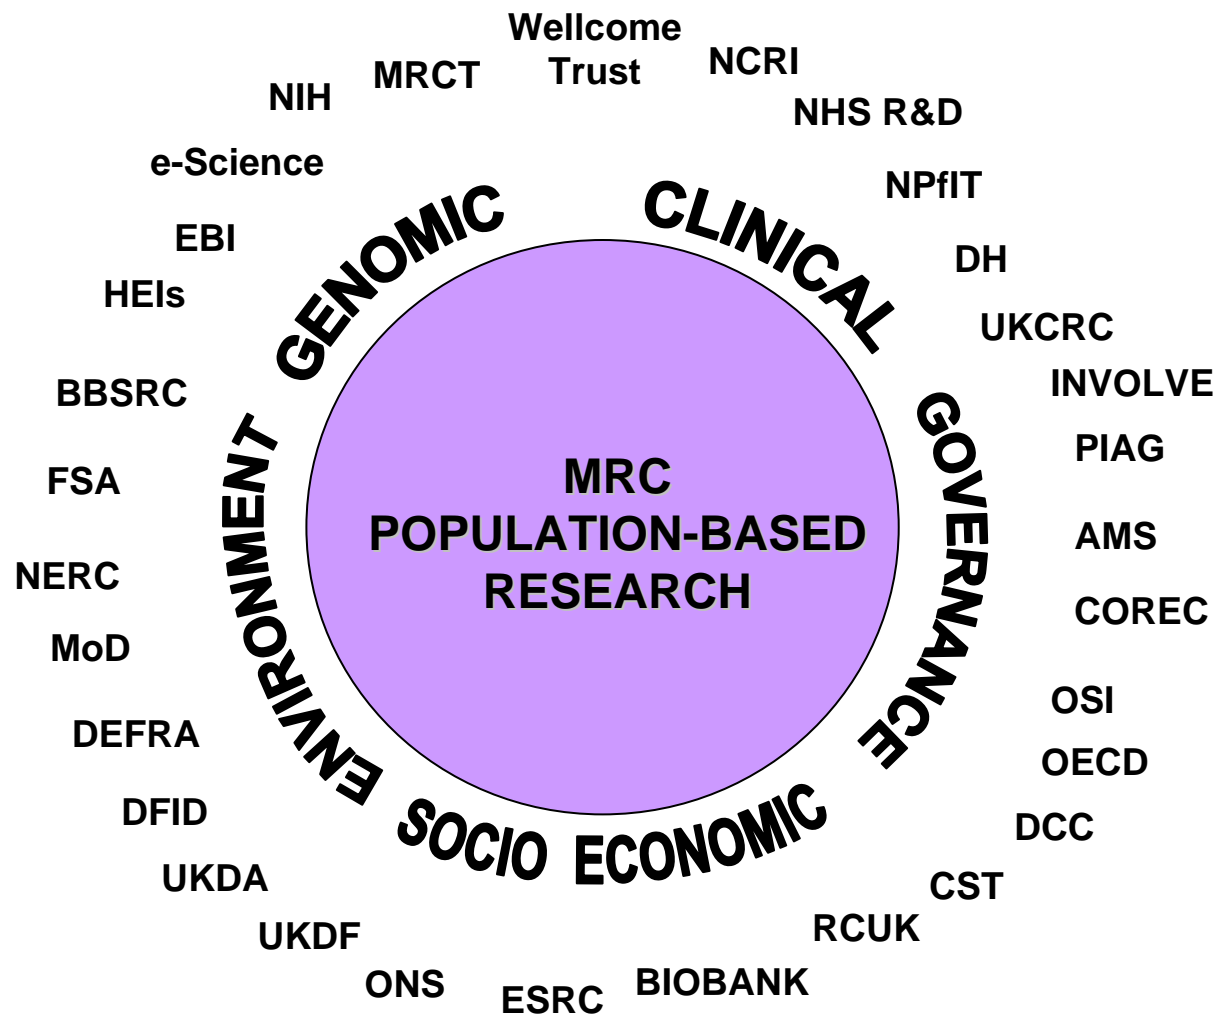 Wellcome
Trust
NCRI
NHS R&D
NPfIT
DH
UKCRC
INVOLVE
PIAG
AMS
COREC
OSI
OECD
DCC
CST
RCUK
BIOBANK
ESRC
ONS
UKDF
UKDA
DFID
DEFRA
MoD
NERC
FSA
BBSRC
HEIs
EBI
e-Science
NIH
MRCT
GENOMIC
CLINICAL
GOVERNANCE
SOCIO ECONOMIC
ENVIRONMENT
MRC
POPULATION-BASED
RESEARCH